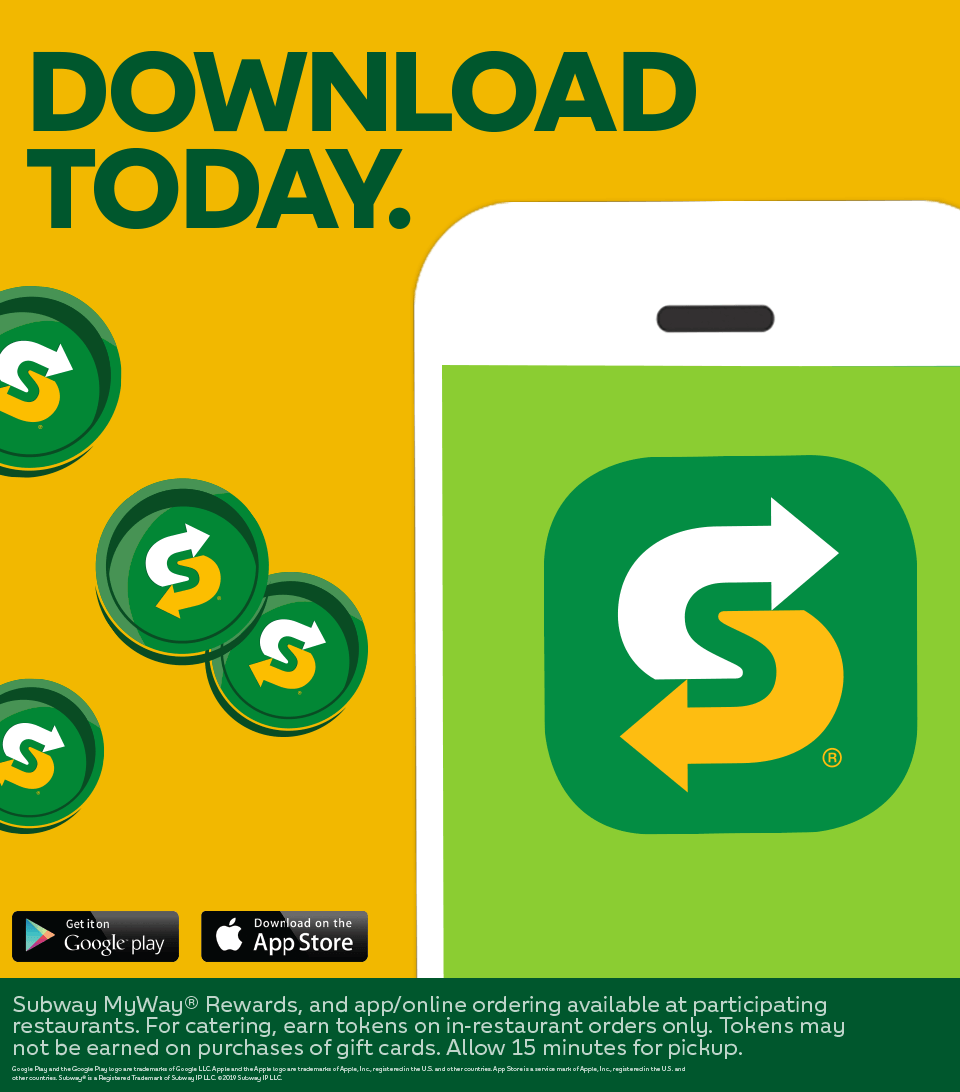 DOWNLOAD
TODAY.
®
Get it on
Google play
Download on the
App Store
Subway MyWay® Rewards, and app/online ordering available at participating
restaurants. For catering, earn tokens on in-restaurant orders only. Tokens may
not be earned on purchases of gift cards. Allow 15 minutes for pickup.
Google Play and the Google Play logo are trademarks of Google LLC. Apple and the Apple logo are trademarks of Apple, Inc., registered in the U.S. and other countries. App Store is a service mark of Apple, Inc., registered in the U.S. and
other countries. Subway® is a Registered Trademark of Subway IP LLC. ©2019 Subway IP LLC.